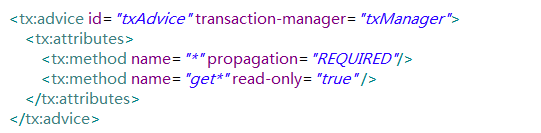 <tx:advice id="txAdvice" transaction-manager="txManager">
<tx:attributes>
<tx:method name="*" propagation="REQUIRED"/>
<tx:method name="get*" read-only="true" />
</tx:attributes>
</tx:advice>